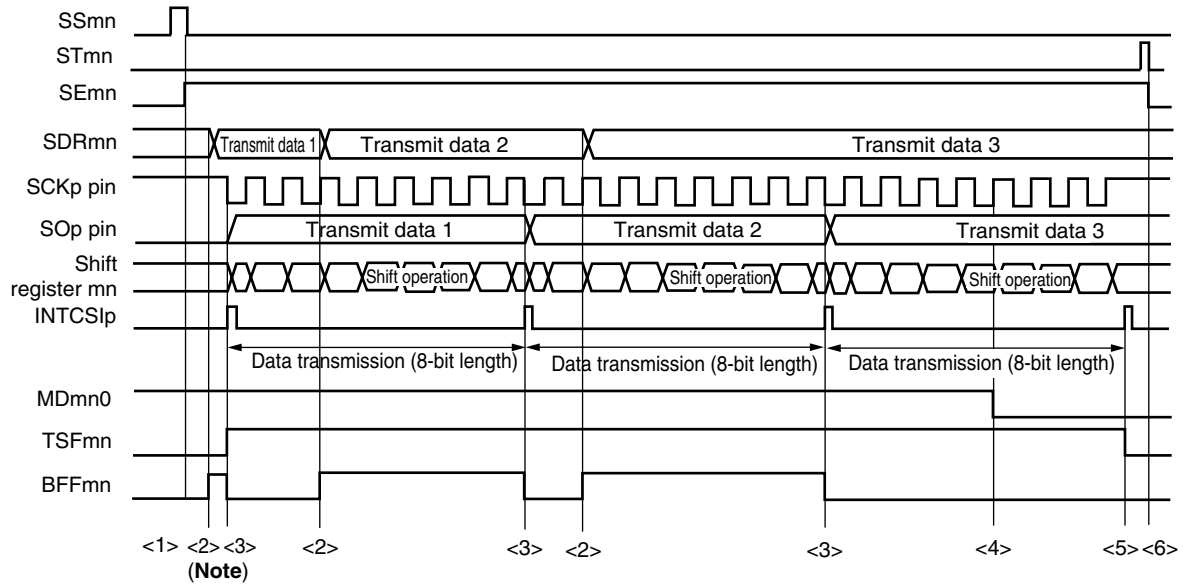 SSmn
STmn
SEmn
SDRmn Transmit data 1 Transmit data 2 Transmit data 3
SCKp pin
SOp pin Transmit data 1 Transmit data 2 Transmit data 3
Shift
register mn Shift operation Shift operation Shift operation
INTCSIp
Data transmission (8-bit length) Data transmission (8-bit length) Data transmission (8-bit length)
MDmn0
TSFmn
BFFmn
<1> <2> <3> <2> <3> <2> <3> <4> <5> <6>
(Note)